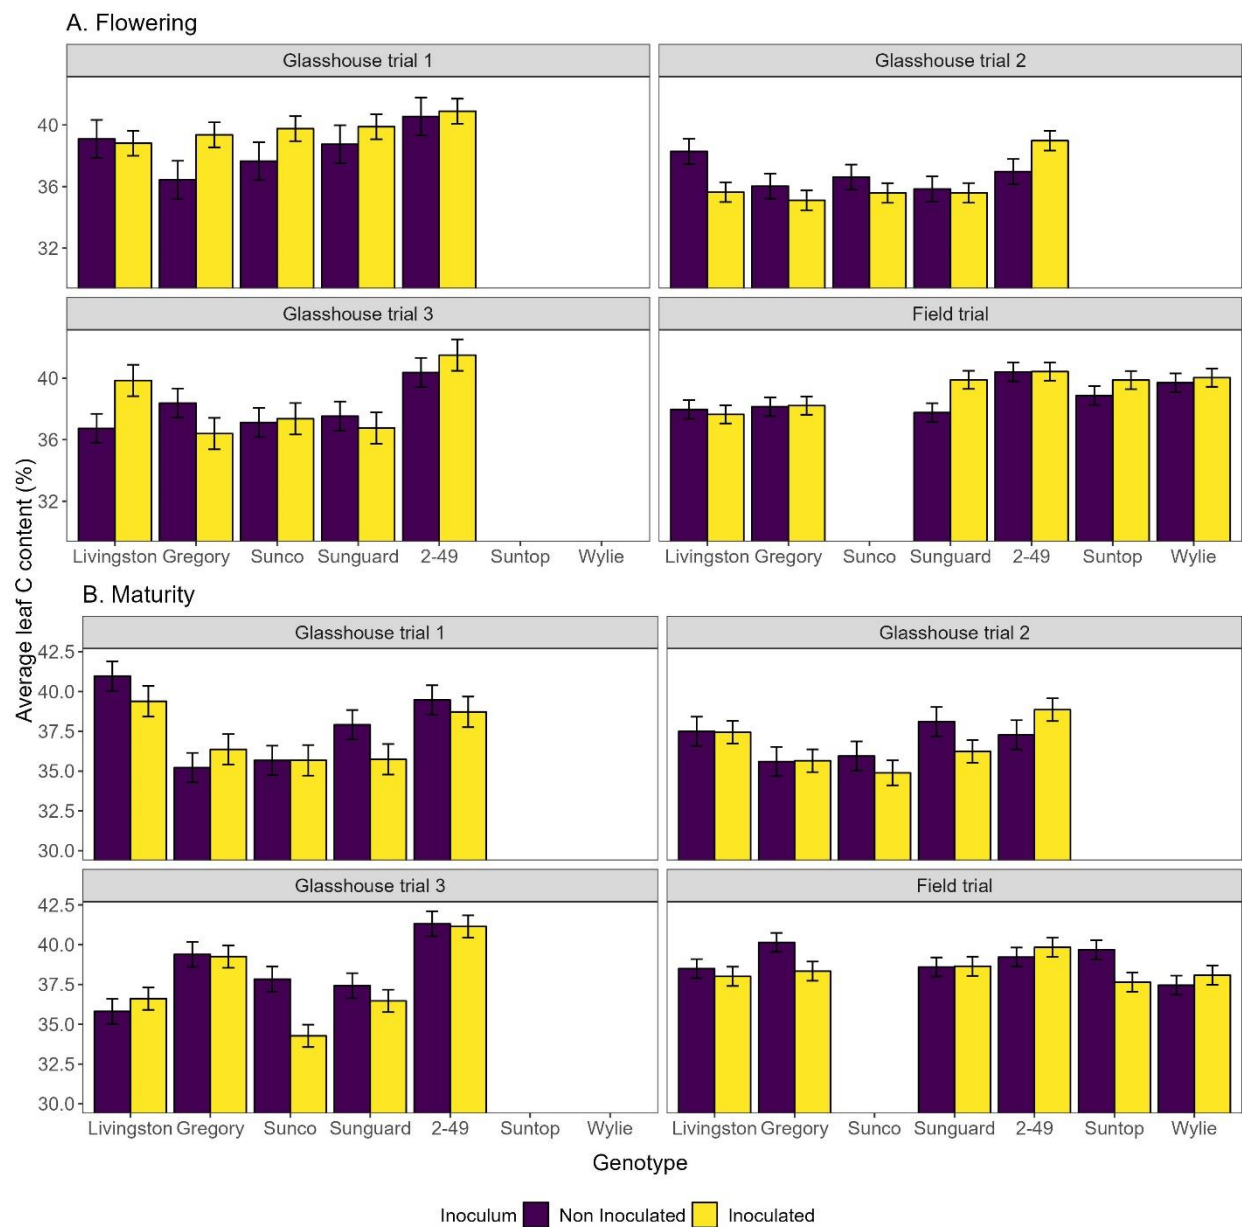 A. Flowering
Glasshouse trial 1
Glasshouse trial 2
40
36
32
Glasshouse trial 3
Field trial
40
36
32
Livingston Gregory Sunco Sunguard 2-49 Suntop Wylie
Livingston Gregory Sunco Sunguard 2-49 Suntop Wylie
Average leaf C content (%)
B. Maturity
Glasshouse trial 1
Glasshouse trial 2
42.5
40.0
37.5
35.0
32.5
30.0
Glasshouse trial 3
Field trial
42.5
40.0
37.5
35.0
32.5
30.0
Livingston Gregory Sunco Sunguard 2-49 Suntop Wylie
Livingston Gregory Sunco Sunguard 2-49 Suntop Wylie
Genotype
Inoculum Non Inoculated Inoculated